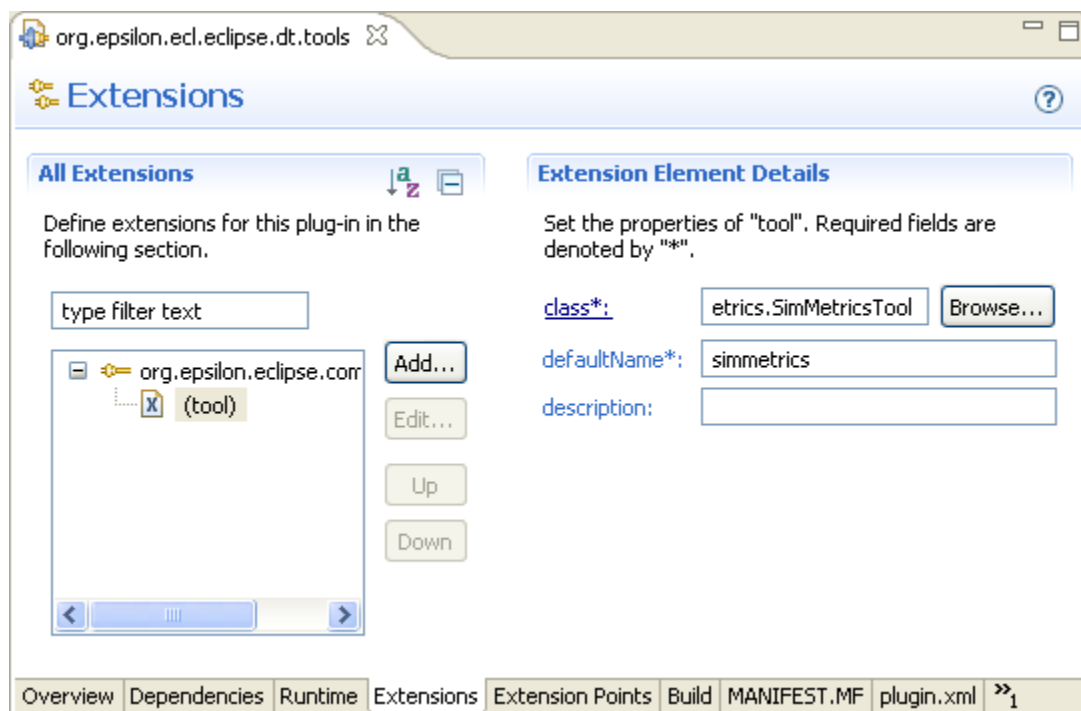 org.epsilon.ecl.eclipse.dt.tools
Extensions
All Extensions
Define extensions for this plug-in in the
following section.
type filter text
org.epsilon.eclipse.com
(tool)
Add...
Edit...
Up
Down
Extension Element Details
Set the properties of "tool". Required fields are
denoted by "*".
class*: etrics.SimMetricsTool Browse...
defaultName*: simmetrics
description:
Overview Dependencies Runtime Extensions Extension Points Build MANIFEST.MF plugin.xml »1